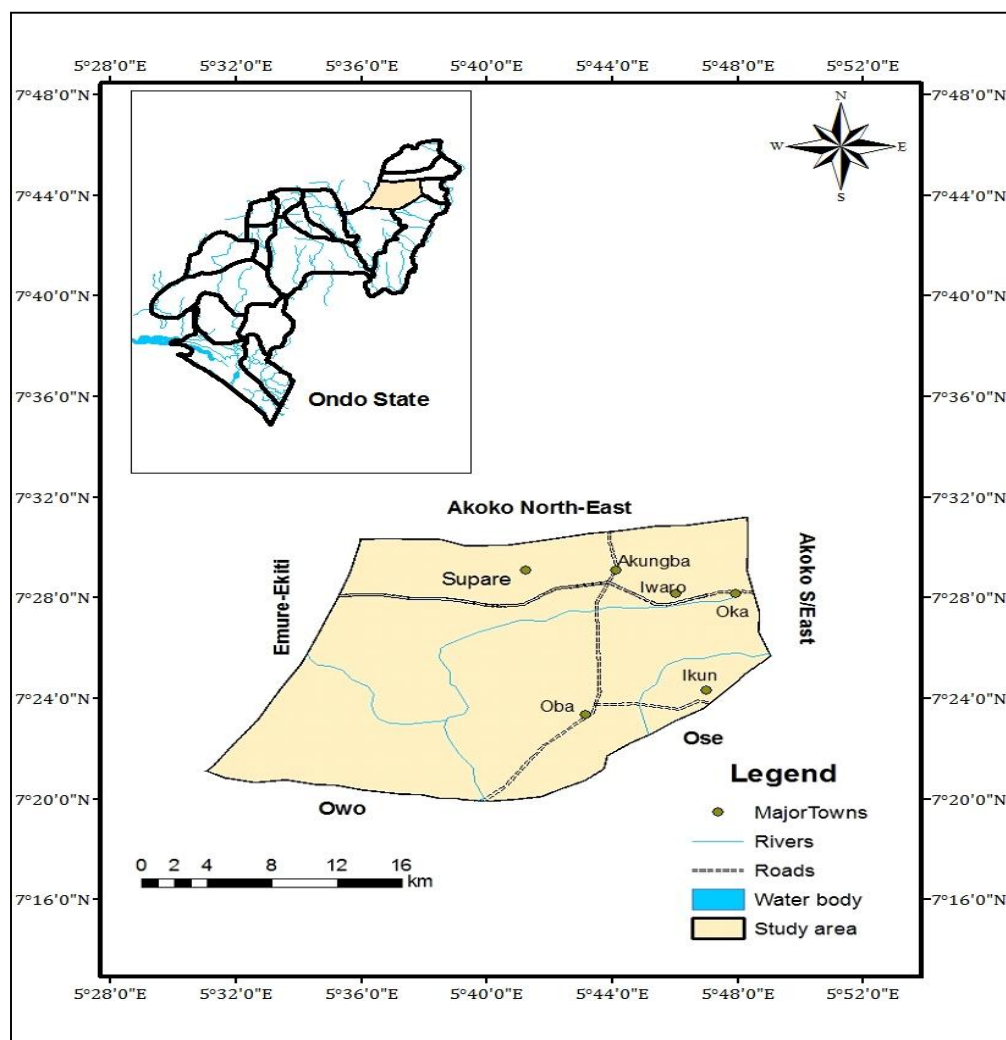 5°28'0"E 5°32'0"E 5°36'0"E 5°40'0"E 5°44'0"E 5°48'0"E 5°52'0"E
7°48'0"N 7°48'0"N
N
W E
S
7°44'0"N 7°44'0"N
7°40'0"N 7°40'0"N
Ondo State
7°36'0"N 7°36'0"N
7°32'0"N 7°32'0"N
Akoko North-East
Akungba
Supare
Iwaro
Oka
Emure-Ekiti
Akoko S/East
7°28'0"N 7°28'0"N
Ikun
7°24'0"N 7°24'0"N
Oba
Ose
Owo
7°20'0"N 7°20'0"N
Legend
MajorTowns
Rivers
Roads
Water body
Study area
0 2 4 8 12 16
km
7°16'0"N 7°16'0"N
5°28'0"E 5°32'0"E 5°36'0"E 5°40'0"E 5°44'0"E 5°48'0"E 5°52'0"E